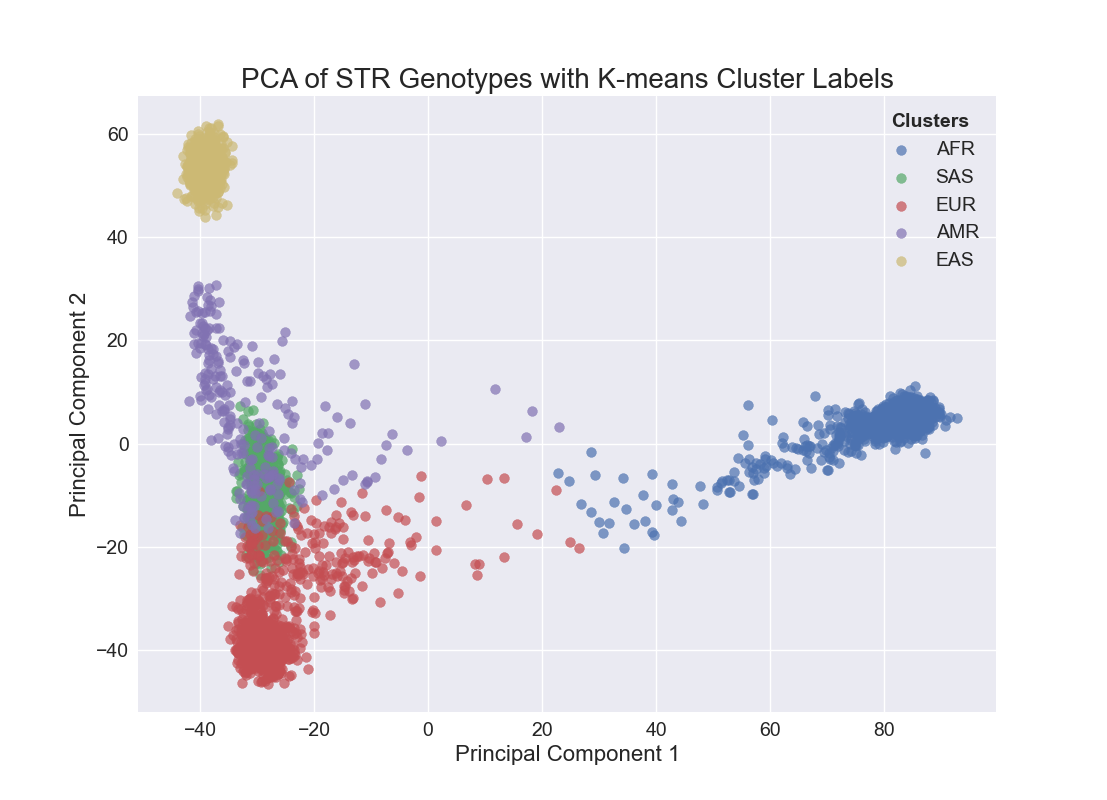 PCA of STR Genotypes with K-means Cluster Labels
Clusters
AFR
SAS
EUR
AMR
EAS
60
40
20
0
−20
−40
Principal Component 2
−40
−20
0
20
40
60
80
Principal Component 1